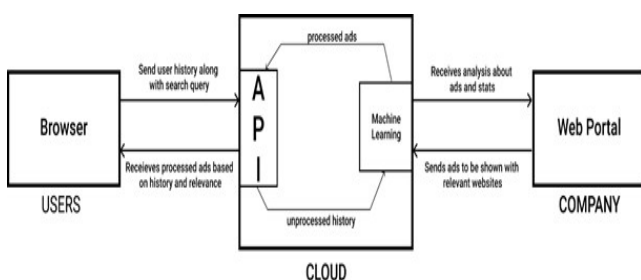 processed ads
Send user history along
with search query
Receives analysis about
ads and stats
Browser
A
P
I
Machine
Learning
Web Portal
Receieves processed ads based
on history and relevance
Sends ads to be shown with
relevant websites
unprocessed history
USERS
COMPANY
CLOUD